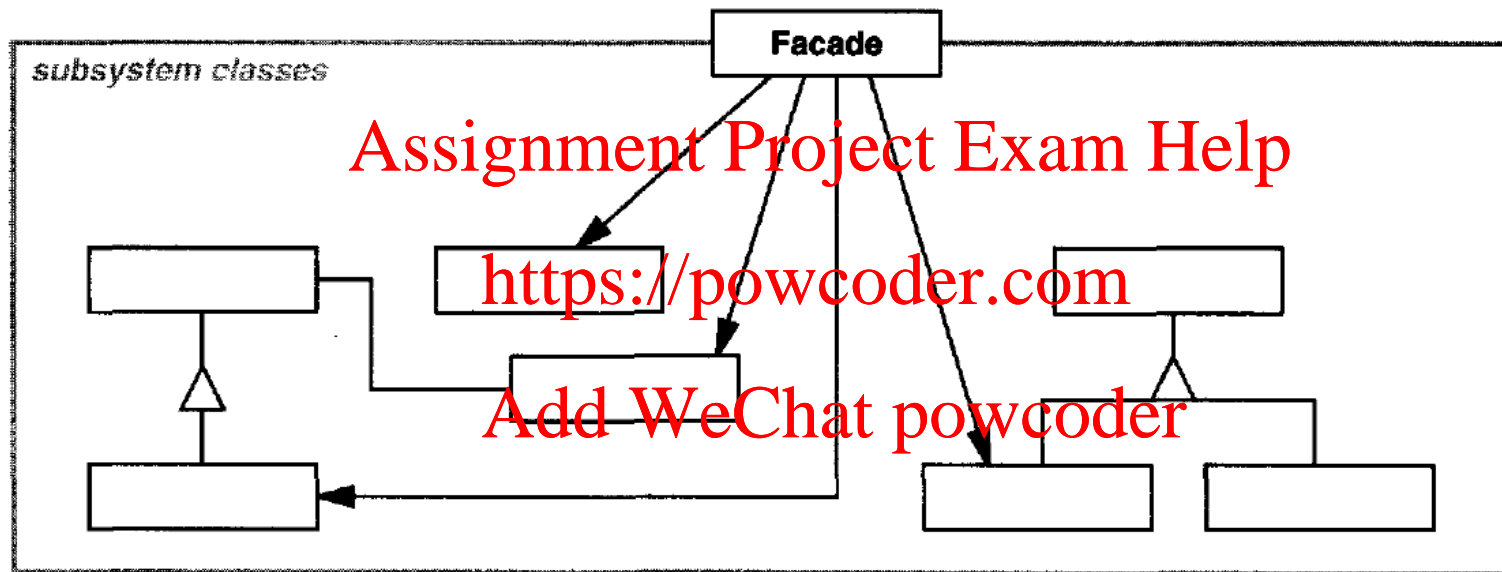 Facade
subsystem classes
Assignment Project Exam Help
https://powcoder.com
Add WeChat powcoder